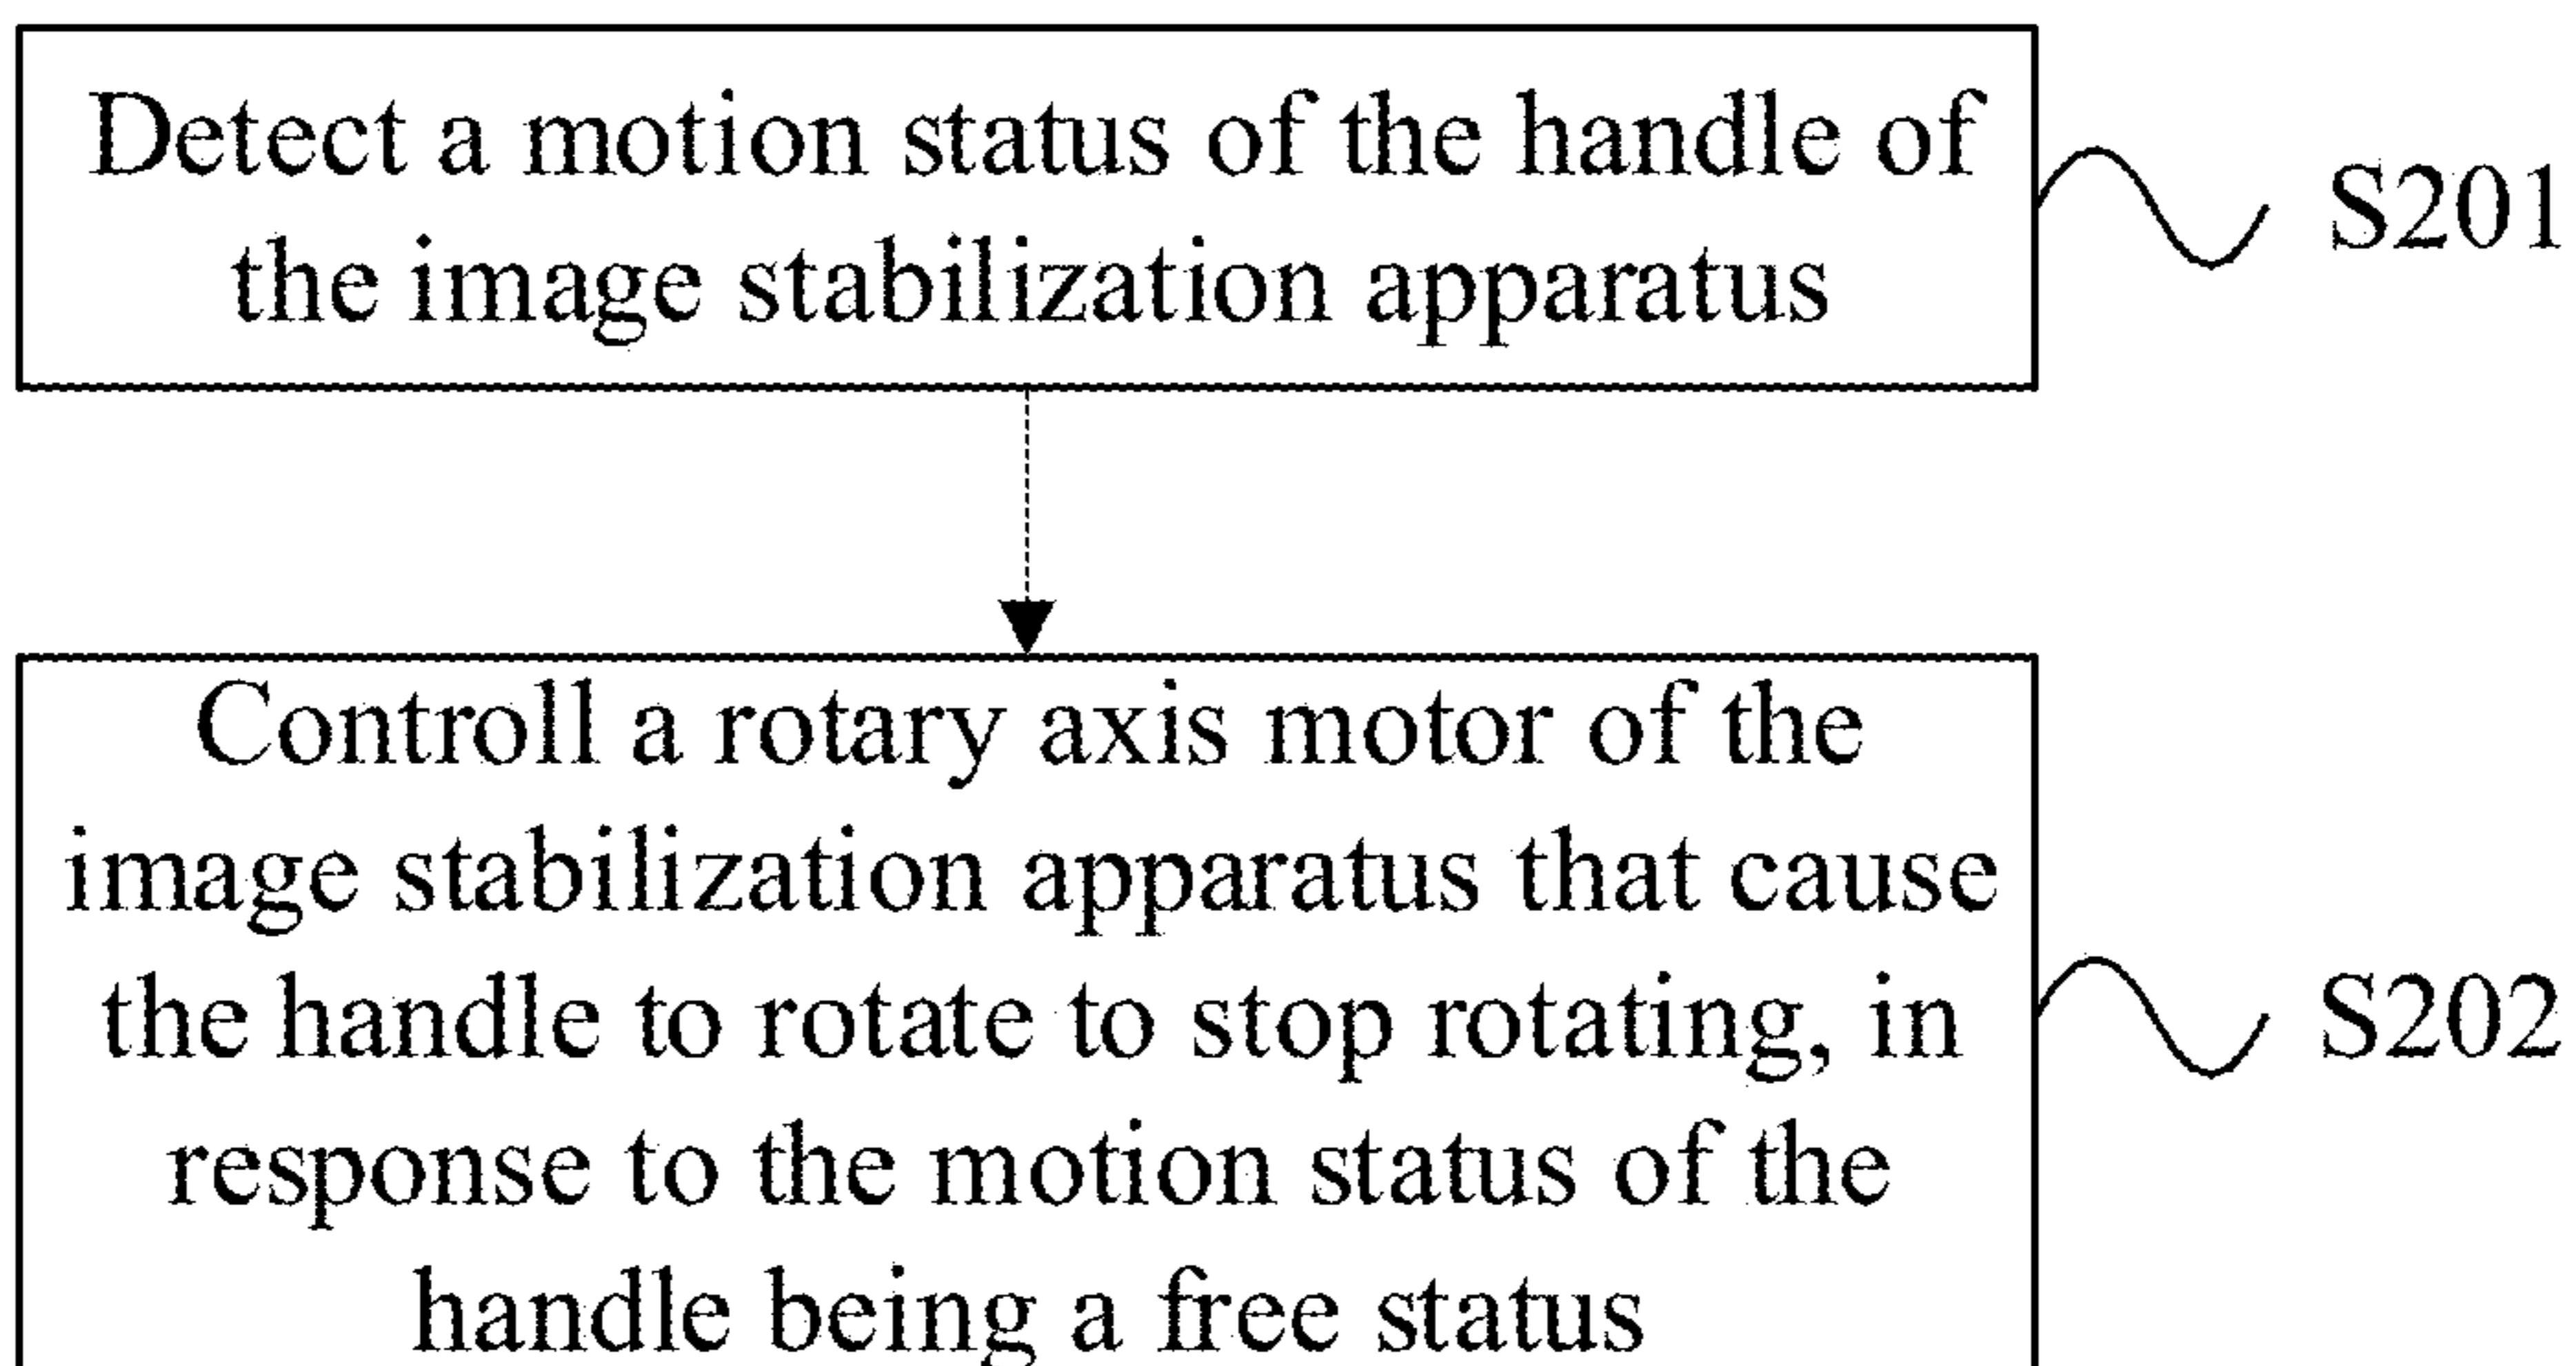 Detect a motion status of the handle of
the image stabilization apparatus
S201
Controll a rotary axis motor of the
image stabilization apparatus that cause
the handle to rotate to stop rotating, in
response to the motion status of the
handle being a free status
S202